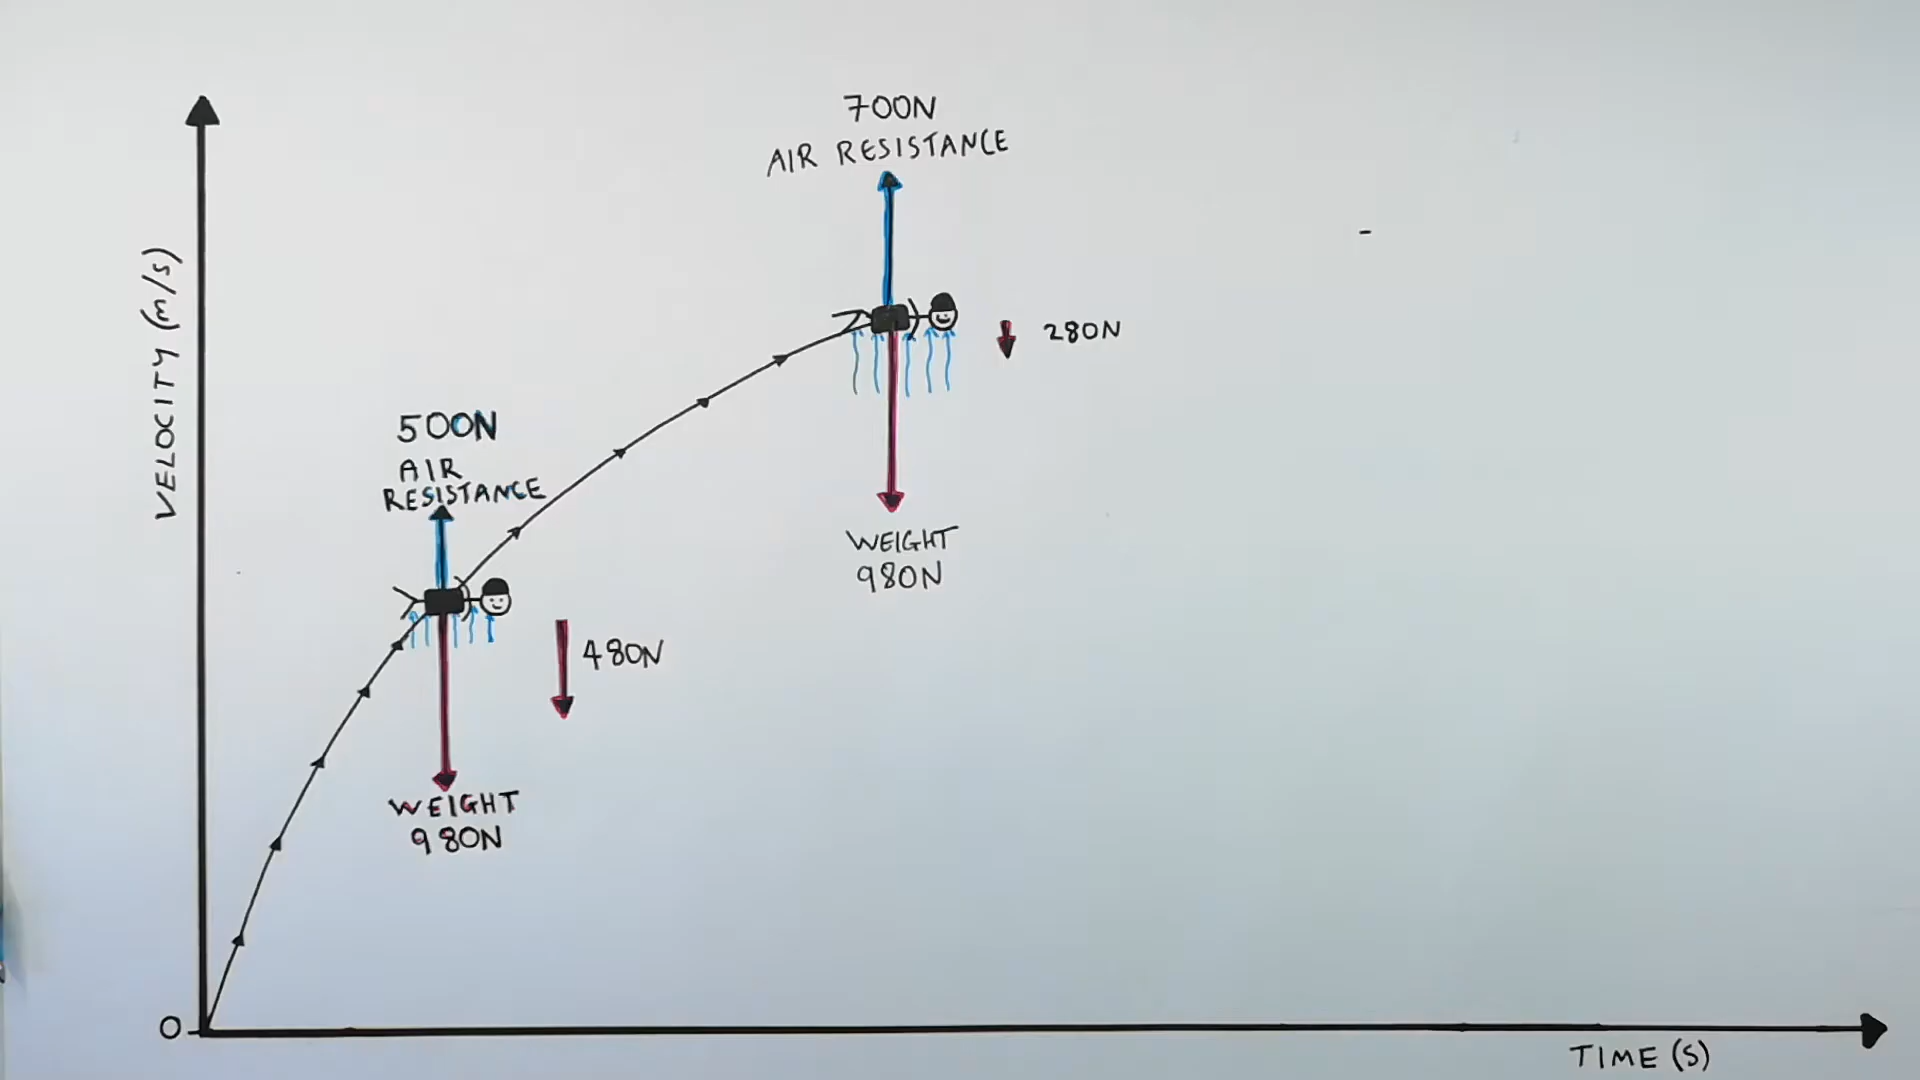 700N
AIR RESISTANCE
VELOCITY (m/s)
280N
500N
AIR
RESISTANCE
WEIGHT
980N
480N
WEIGHT
980N
0
TIME (S)